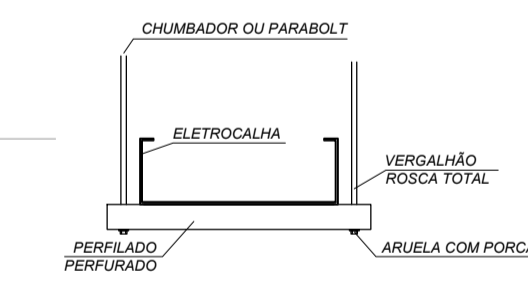 CHUMBADOR OU PARABOLT
ELETROCALHA
VERGALHÃO
ROSCA TOTAL
PERFILADO
PERFURADO
ARUELA COM PORCA